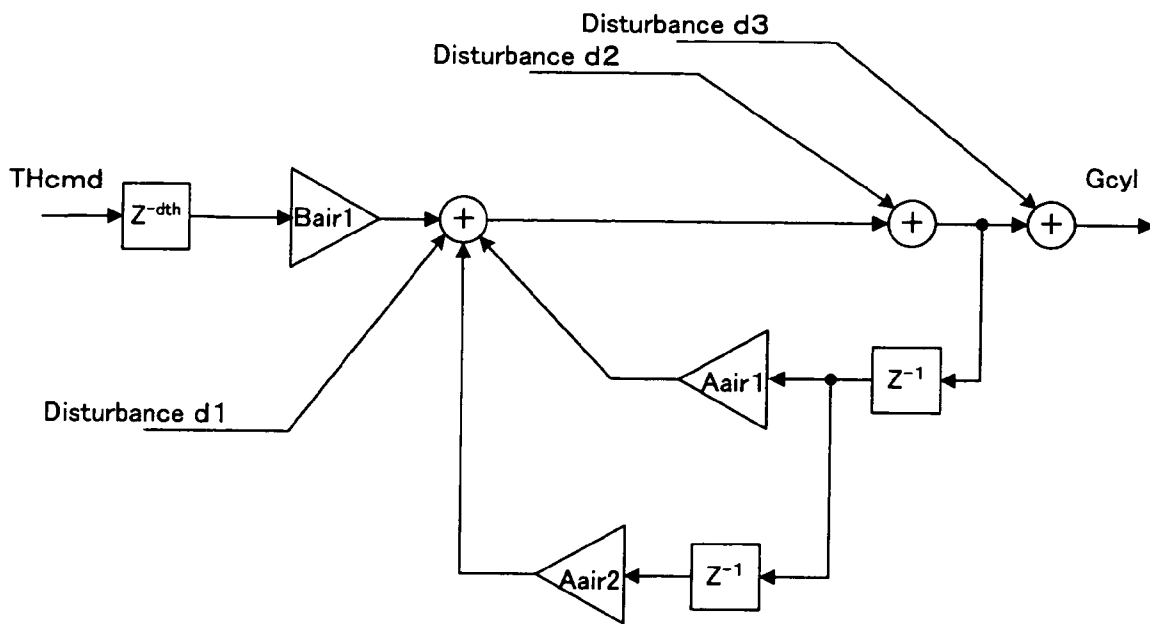 Disturbance d3
Disturbance d2
THcmd
Gcyl
Z⁻ᵈᵗʰ
Bair1
+
+
+
Aair1
Z⁻¹
Disturbance d1
Aair2
Z⁻¹